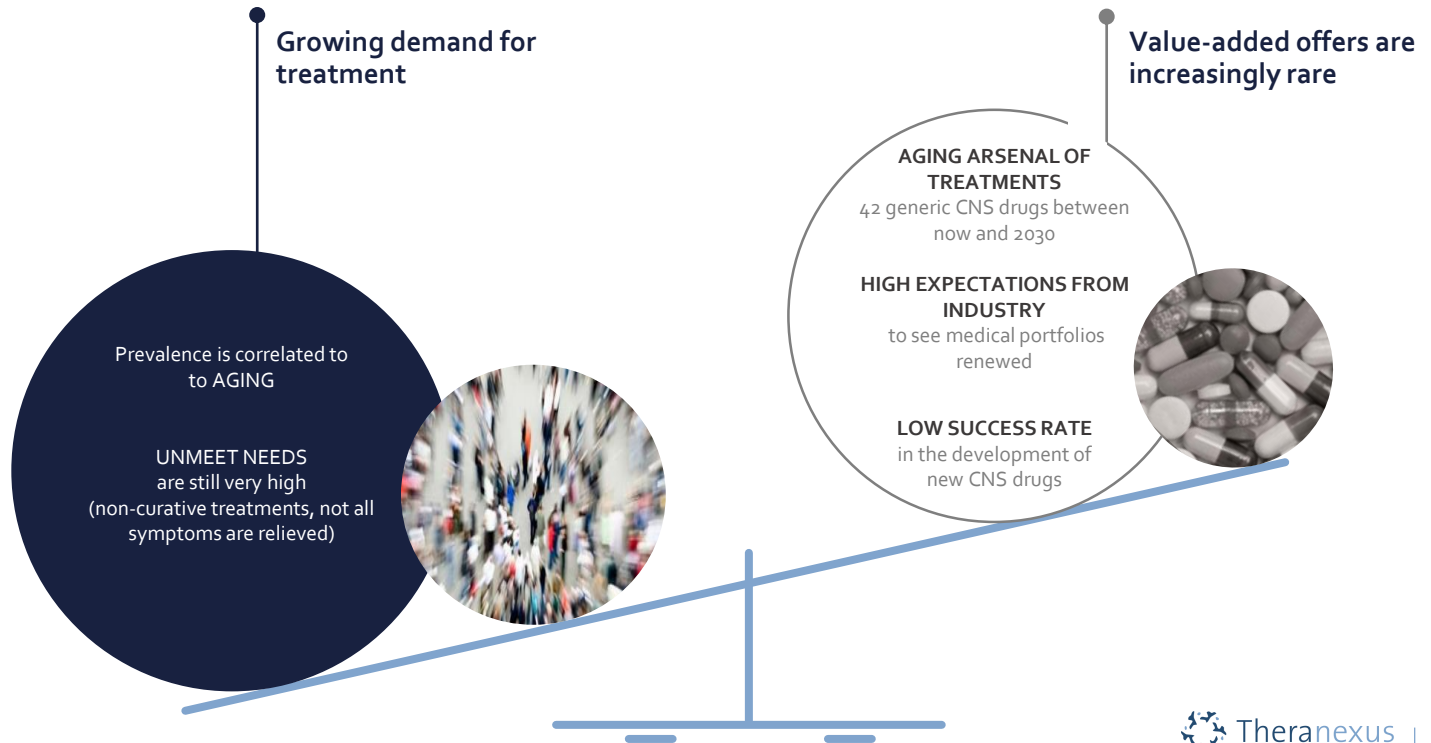 Growing demand for
treatment
Prevalence is correlated to
to AGING
UNMEET NEEDS
are still very high
(non-curative treatments, not all
symptoms are relieved)
Value-added offers are
increasingly rare
AGING ARSENAL OF
TREATMENTS
42 generic CNS drugs between
now and 2030
HIGH EXPECTATIONS FROM
INDUSTRY
to see medical portfolios
renewed
LOW SUCCESS RATE
in the development of
new CNS drugs
Theranexus |